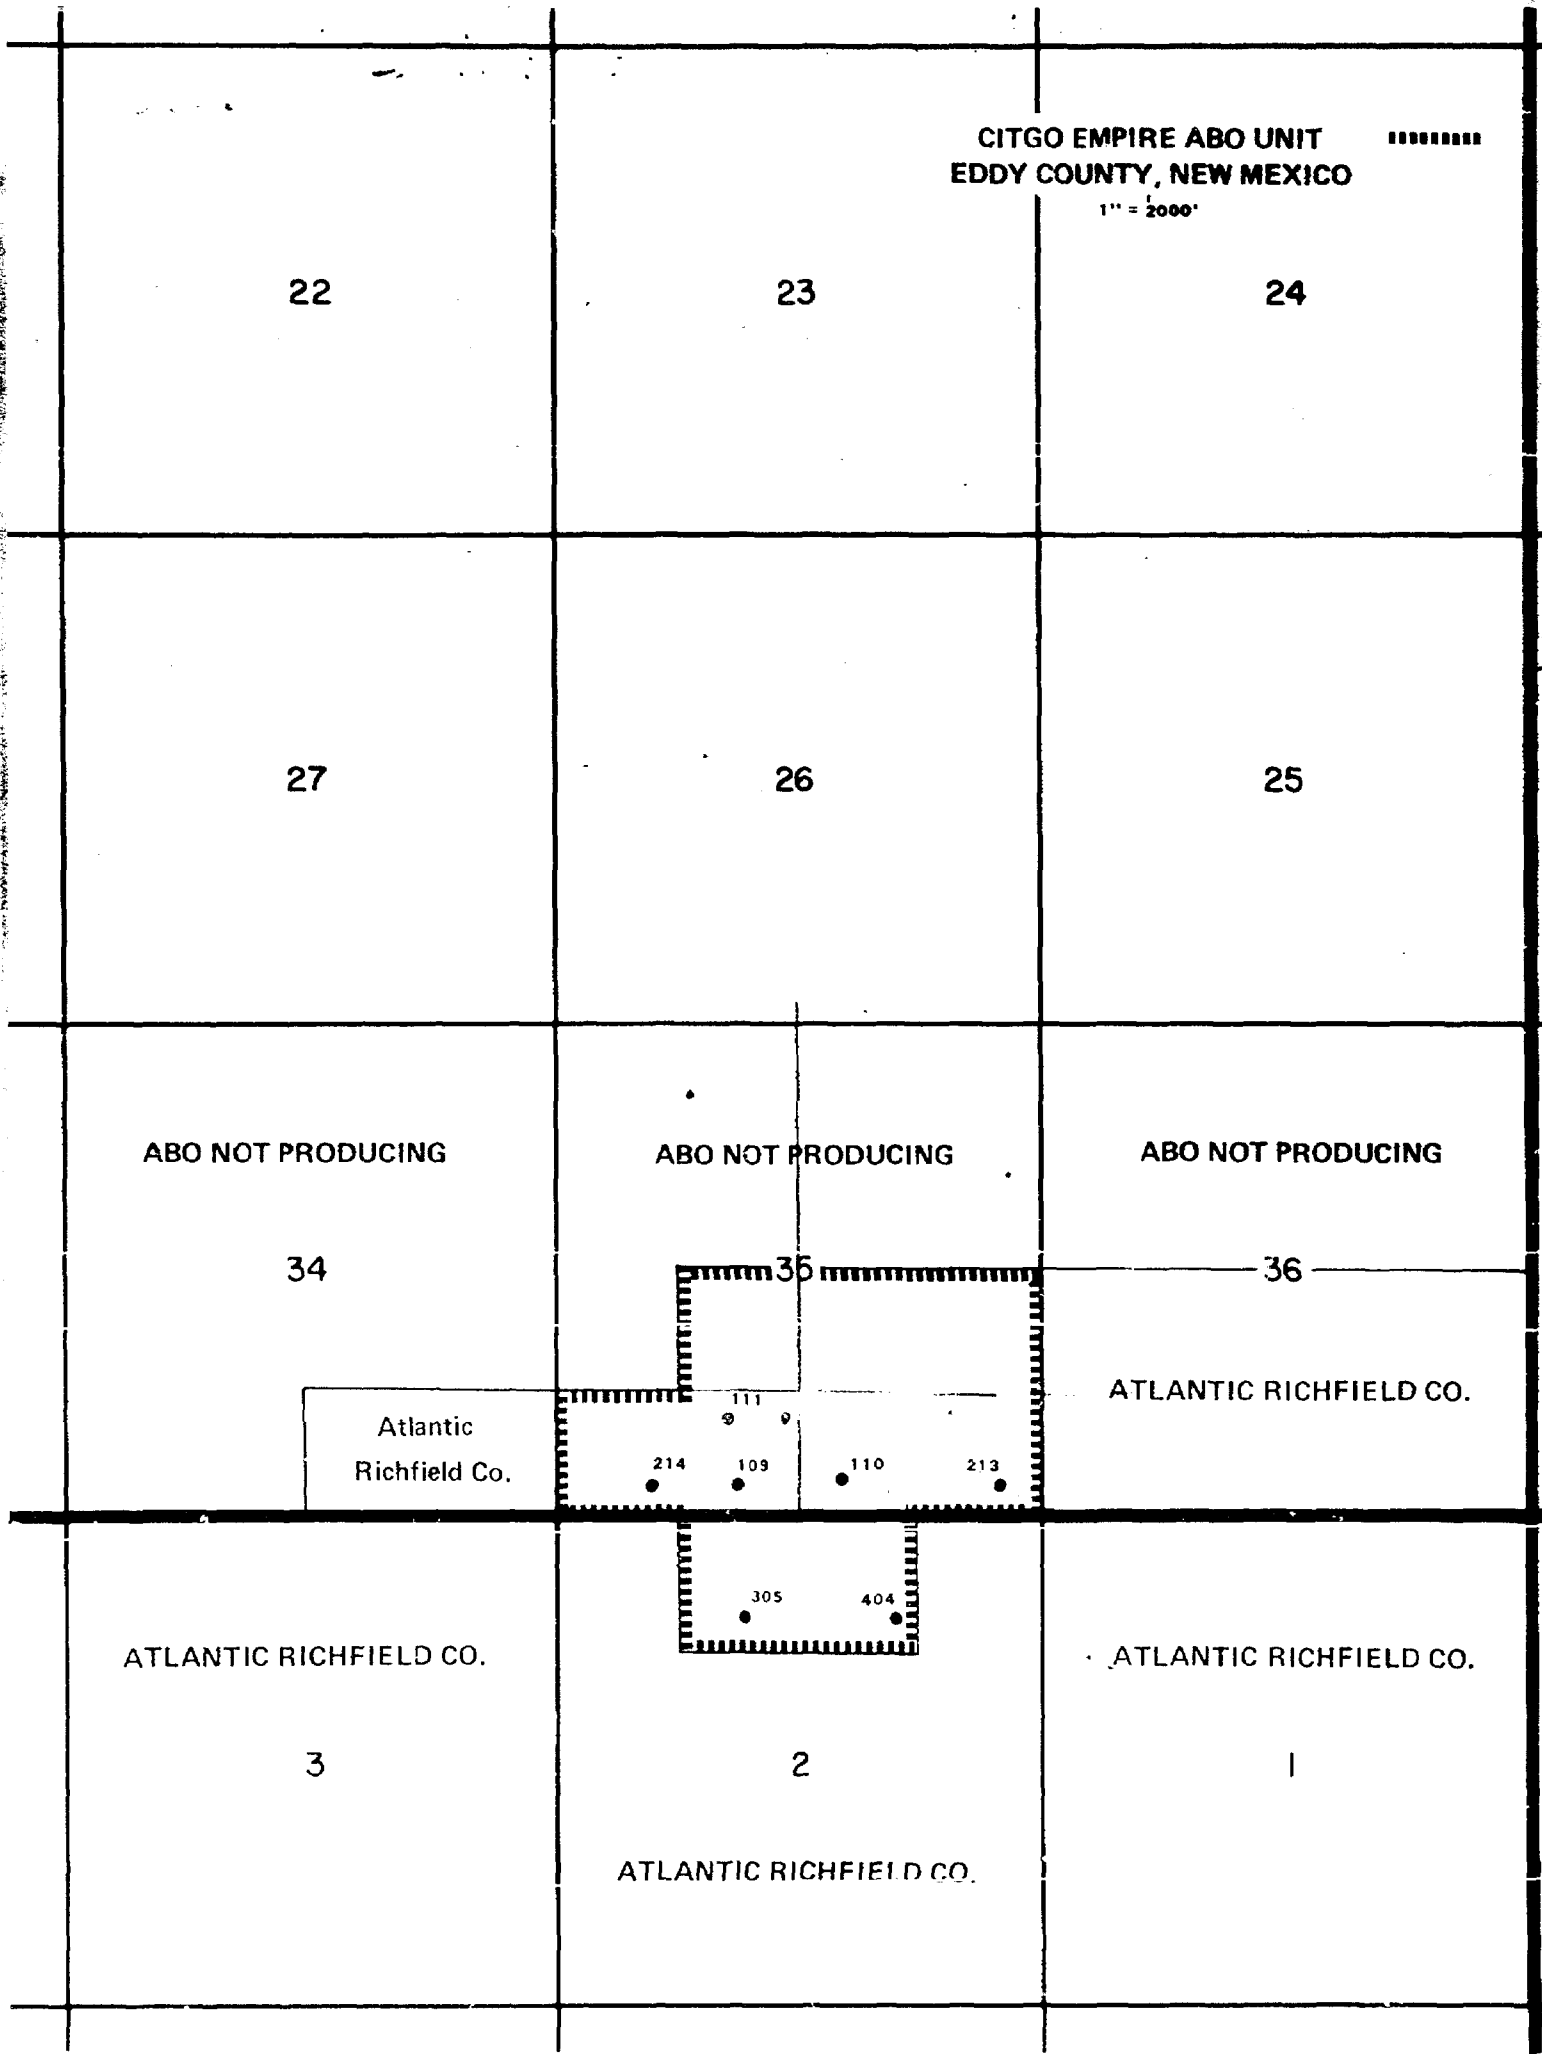 CITGO EMPIRE ABO UNIT
EDDY COUNTY, NEW MEXICO
1" = 2000'
22
23
24
27
26
25
ABO NOT PRODUCING
ABO NOT PRODUCING
ABO NOT PRODUCING
34
35
36
ATLANTIC RICHFIELD CO.
111
Atlantic
Richfield Co.
214
109
110
213
305
404
ATLANTIC RICHFIELD CO.
ATLANTIC RICHFIELD CO.
3
2
1
ATLANTIC RICHFIELD CO.